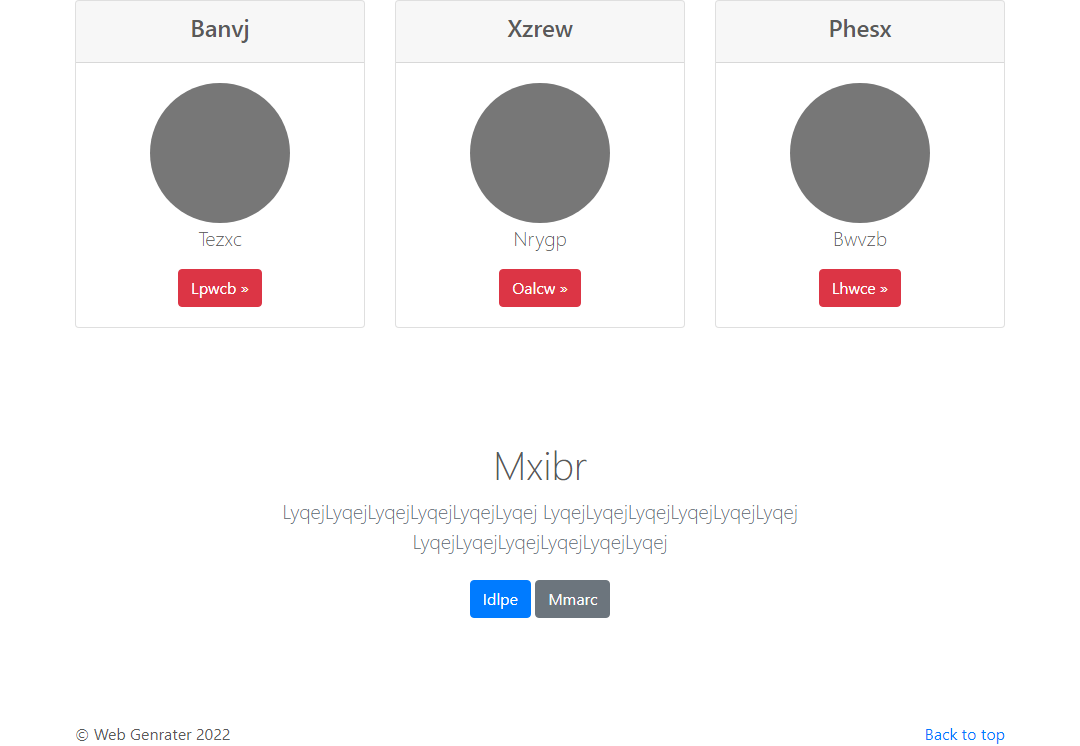 Banvj
Xzrew
Phesx
Tezxc
Nrygp
Bwvzb
Lpwcb »
Oalcw »
Lhwce »
Mxibr
LyqejLyqejLyqejLyqejLyqejLyqej LyqejLyqejLyqejLyqejLyqejLyqej
LyqejLyqejLyqejLyqejLyqejLyqej
Idlpe
Mmarc
© Web Genrater 2022
Back to top